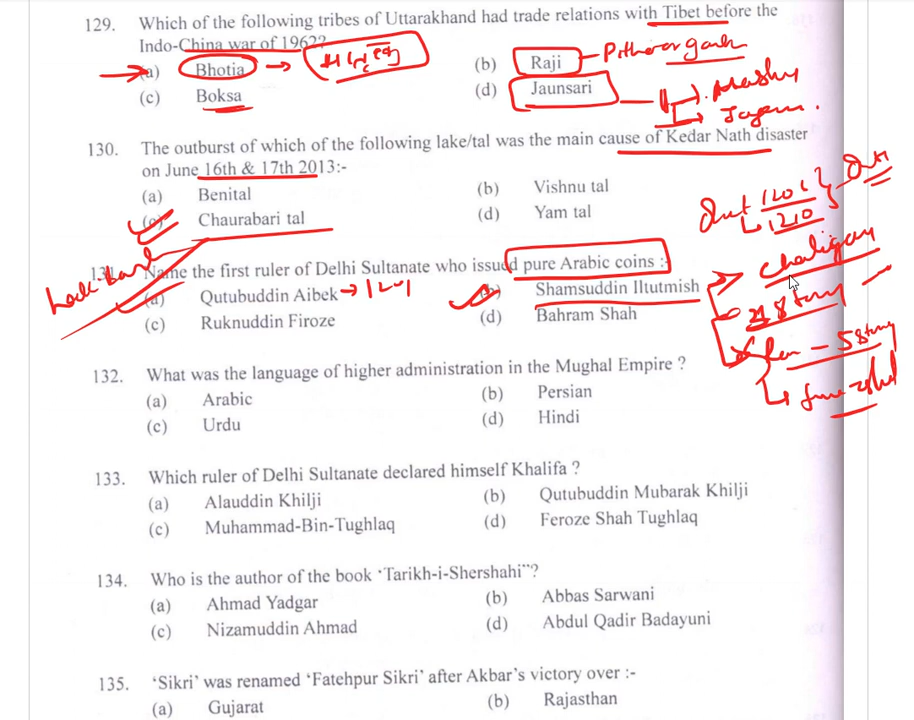 129. Which of the following tribes of Uttarakhand had trade relations with Tibet before the
Indo-China war of 1962?
(a) Bhotia (b) Raji
(c) Boksa (d) Jaunsari
130. The outburst of which of the following lake/tal was the main cause of Kedar Nath disaster
on June 16th & 17th 2013:-
(a) Benital (b) Vishnu tal
(c) Chaurabari tal (d) Yam tal
131. Name the first ruler of Delhi Sultanate who issued pure Arabic coins :-
(a) Qutubuddin Aibek (b) Shamsuddin Iltutmish
(c) Ruknuddin Firoze (d) Bahram Shah
1206
1210
132. What was the language of higher administration in the Mughal Empire ?
(a) Arabic (b) Persian
(c) Urdu (d) Hindi
133. Which ruler of Delhi Sultanate declared himself Khalifa ?
(a) Alauddin Khilji (b) Qutubuddin Mubarak Khilji
(c) Muhammad-Bin-Tughlaq (d) Feroze Shah Tughlaq
134. Who is the author of the book 'Tarikh-i-Shershahi"?
(a) Ahmad Yadgar (b) Abbas Sarwani
(c) Nizamuddin Ahmad (d) Abdul Qadir Badayuni
135. 'Sikri' was renamed 'Fatehpur Sikri' after Akbar's victory over :-
(a) Gujarat (b) Rajasthan